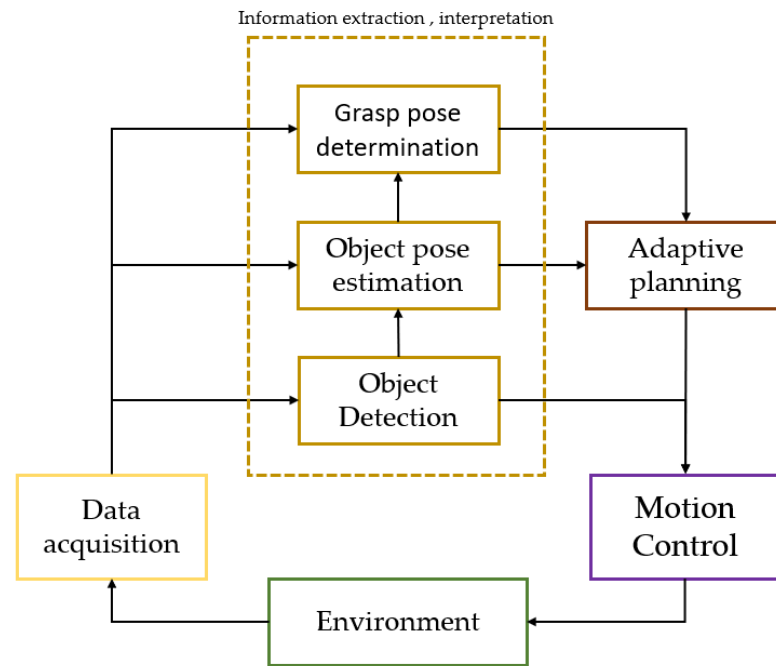 Information extraction , interpretation
Grasp pose
determination
Object pose
estimation
Adaptive
planning
Object
Detection
Data
acquisition
Motion
Control
Environment